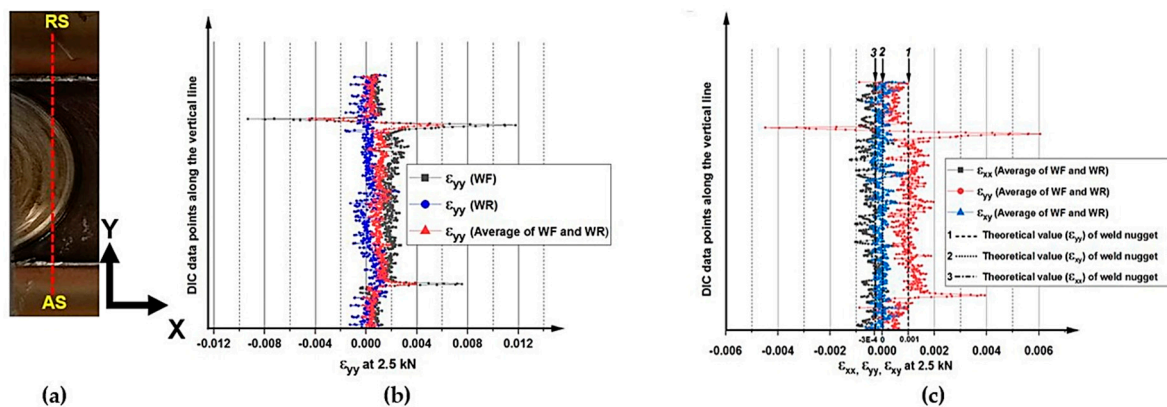 RS
AS
Y
X
(a)
DIC data points along the vertical line
εyy (WF)
εyy (WR)
εyy (Average of WF and WR)
-0.012 -0.008 -0.004 0.000 0.004 0.008 0.012
εyy at 2.5 kN
(b)
DIC data points along the vertical line
3 2 1
εxx (Average of WF and WR)
εyy (Average of WF and WR)
εxy (Average of WF and WR)
1 Theoretical value (εyy) of weld nugget
2 Theoretical value (εxy) of weld nugget
3 Theoretical value (εxx) of weld nugget
-3E-4 0 0.001
-0.006 -0.004 -0.002 0.000 0.002 0.004 0.006
εxx, εyy, εxy at 2.5 kN
(c)